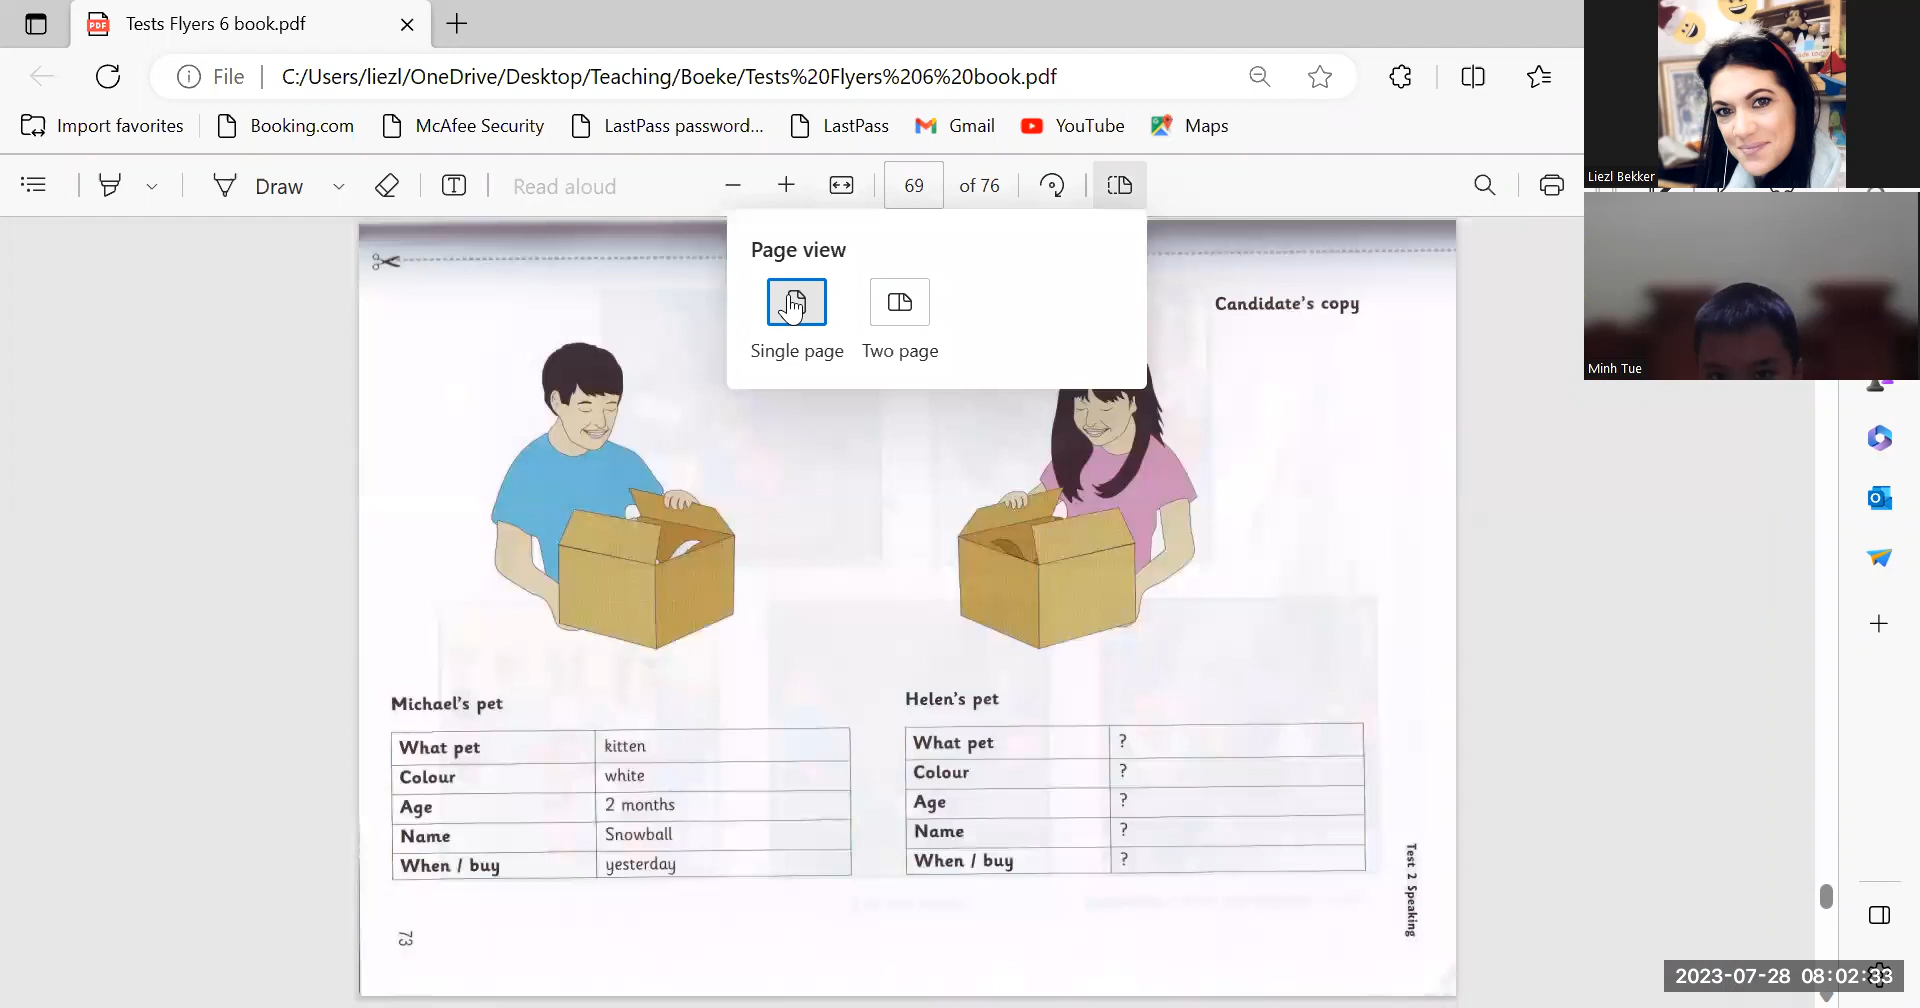 Tests Flyers 6 book.pdf
File
C:/Users/liezl/OneDrive/Desktop/Teaching/Boeke/Tests%20Flyers%206%20book.pdf
Import favorites
Booking.com
McAfee Security
LastPass password...
LastPass
Gmail
YouTube
Maps
Draw
Read aloud
69
of 76
Liezl Bekker
Minh Tue
Page view
Single page
Two page
Candidate's copy
Michael's pet
What pet kitten
Colour white
Age 2 months
Name Snowball
When / buy yesterday
Helen's pet
What pet ?
Colour ?
Age ?
Name ?
When / buy ?
Test 2 Speaking
73
2023-07-28 08:02:33